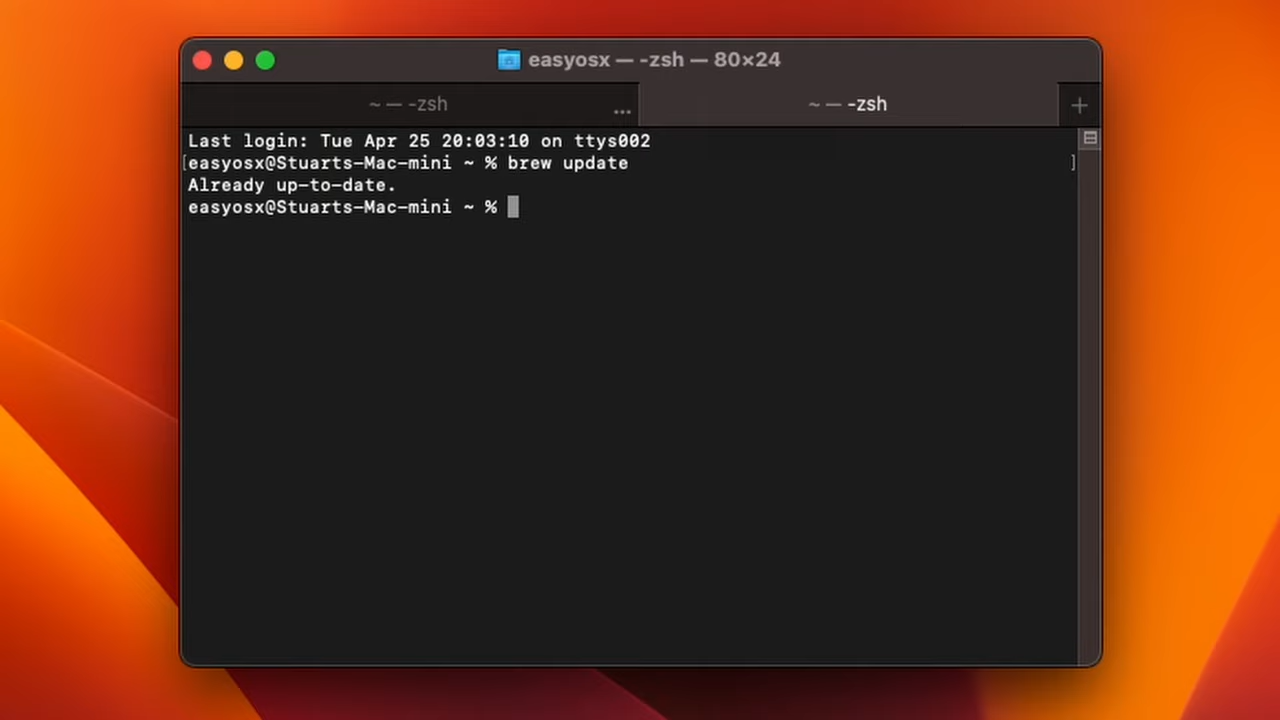 easyosx — -zsh — 80×24
~ — -zsh ... ~ — -zsh +
Last login: Tue Apr 25 20:03:10 on ttys002
[easyosx@Stuarts-Mac-mini ~ % brew update ]
Already up-to-date.
easyosx@Stuarts-Mac-mini ~ %